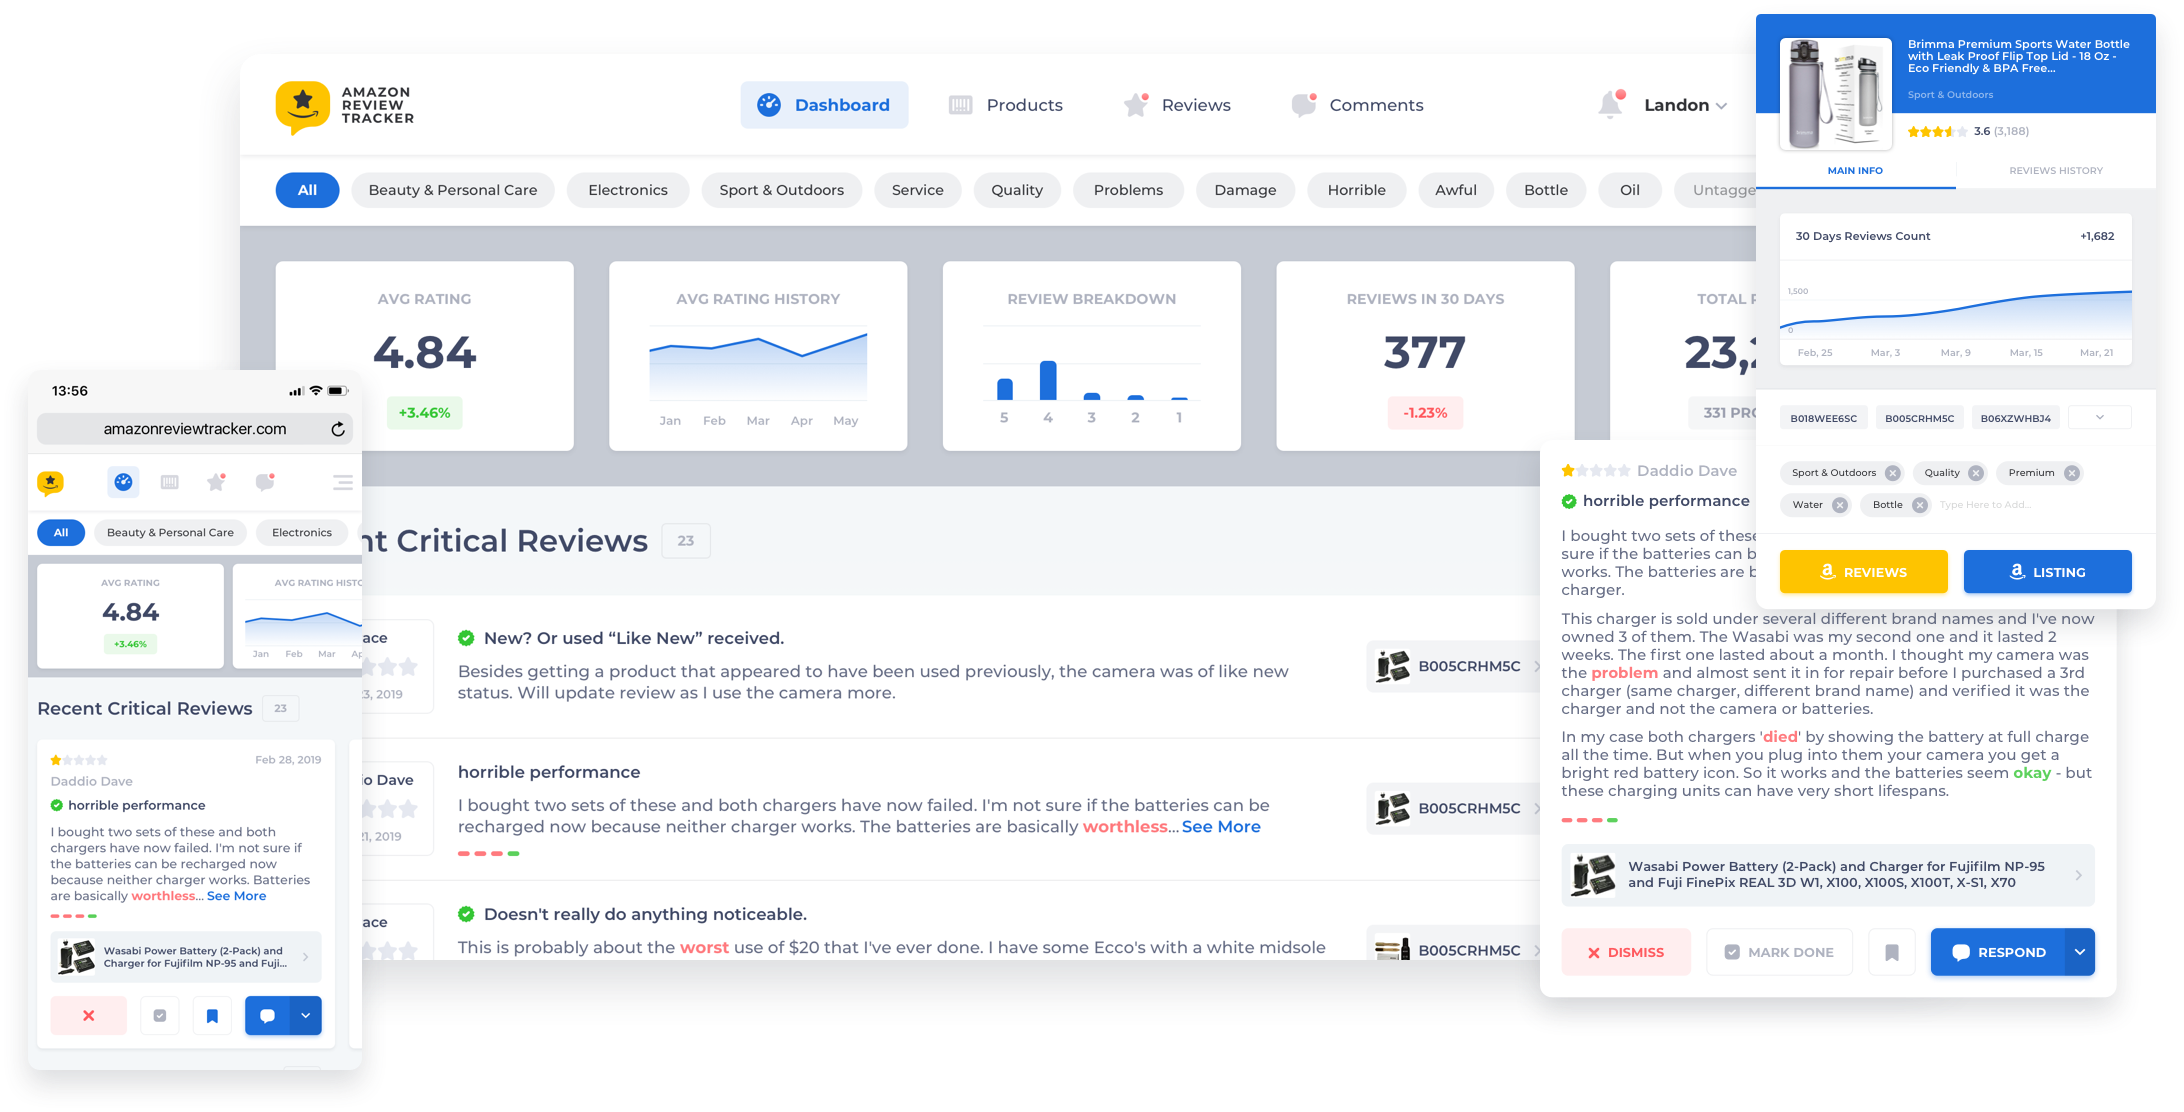 AMAZON
REVIEW
TRACKER
Dashboard
Products
Reviews
Comments
Landon
All
Beauty & Personal Care
Electronics
Sport & Outdoors
Service
Quality
Problems
Damage
Horrible
Awful
Bottle
Oil
Untagge
AVG RATING
4.84
+3.46%
AVG RATING HISTORY
Jan Feb Mar Apr May
REVIEW BREAKDOWN
5 4 3 2 1
REVIEWS IN 30 DAYS
377
-1.23%
TOTAL
23,
331
nt Critical Reviews 23
ace
3, 2019
New? Or used “Like New” received.
Besides getting a product that appeared to have been used previously, the camera was of like new
status. Will update review as I use the camera more.
B005CRHM5C
io Dave
21, 2019
horrible performance
I bought two sets of these and both chargers have now failed. I'm not sure if the batteries can be
recharged now because neither charger works. The batteries are basically worthless... See More
B005CRHM5C
ace
Doesn't really do anything noticeable.
This is probably about the worst use of $20 that I've ever done. I have some Ecco's with a white midsole
B005CRHM5C
13:56
amazonreviewtracker.com
All
Beauty & Personal Care
Electronics
AVG RATING
4.84
+3.46%
AVG RATING HISTO
Jan Feb Mar Ap
Recent Critical Reviews 23
Feb 28, 2019
Daddio Dave
horrible performance
I bought two sets of these and both
chargers have now failed. I'm not sure if
the batteries can be recharged now
because neither charger works. Batteries
are basically worthless... See More
Wasabi Power Battery (2-Pack) and
Charger for Fujifilm NP-95 and Fuji...
Brimma Premium Sports Water Bottle
with Leak Proof Flip Top Lid - 18 Oz -
Eco Friendly & BPA Free...
Sport & Outdoors
3.6 (3,188)
MAIN INFO
REVIEWS HISTORY
30 Days Reviews Count
+1,682
1,500
0
Feb, 25 Mar, 3 Mar, 9 Mar, 15 Mar, 21
B018WEE6SC
B005CRHM5C
B06XZWHBJ4
Sport & Outdoors
Quality
Premium
Water
Bottle
Type Here to Add...
REVIEWS
LISTING
Daddio Dave
horrible performance
I bought two sets of these
sure if the batteries can b
works. The batteries are b
charger.
This charger is sold under several different brand names and I've now
owned 3 of them. The Wasabi was my second one and it lasted 2
weeks. The first one lasted about a month. I thought my camera was
the problem and almost sent it in for repair before I purchased a 3rd
charger (same charger, different brand name) and verified it was the
charger and not the camera or batteries.
In my case both chargers 'died' by showing the battery at full charge
all the time. But when you plug into them your camera you get a
bright red battery icon. So it works and the batteries seem okay - but
these charging units can have very short lifespans.
Wasabi Power Battery (2-Pack) and Charger for Fujifilm NP-95
and Fuji FinePix REAL 3D W1, X100, X100S, X100T, X-S1, X70
DISMISS
MARK DONE
RESPOND